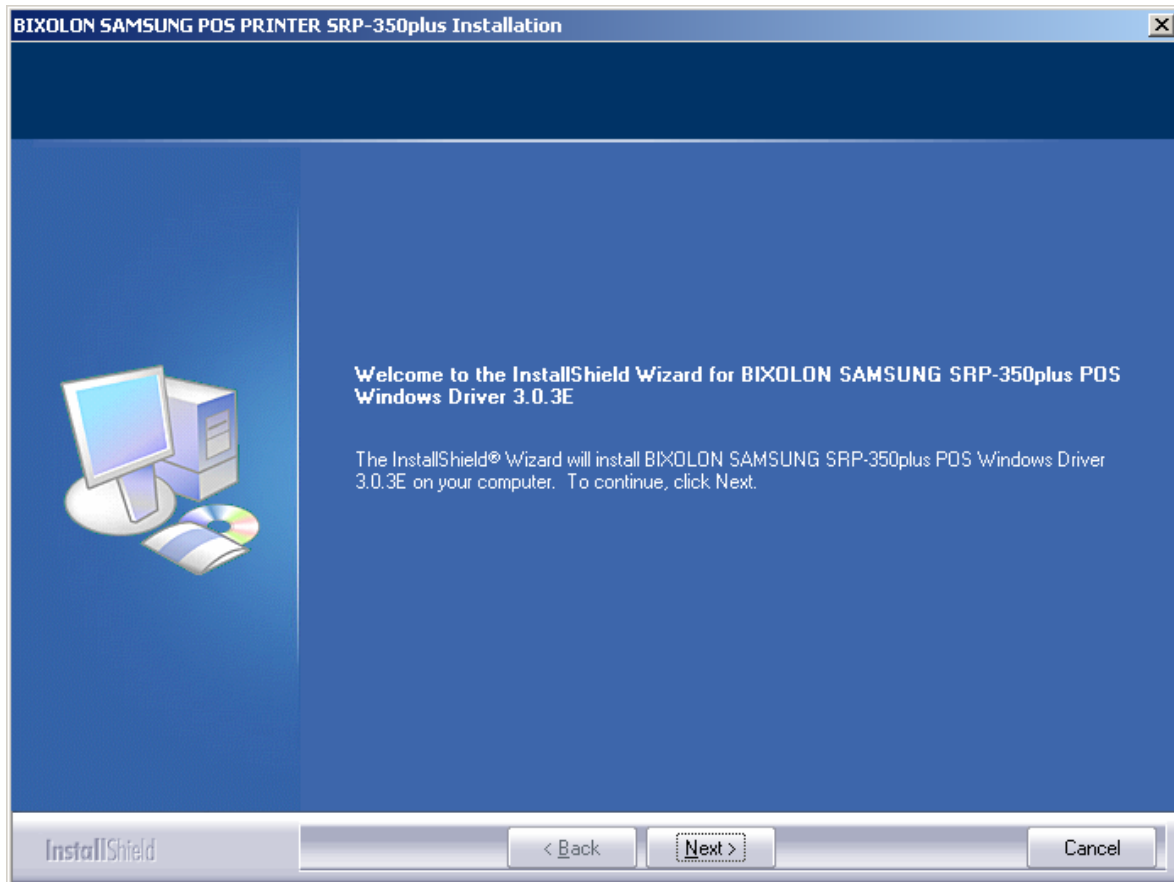 BIXOLON SAMSUNG POS PRINTER SRP-350plus Installation
Welcome to the InstallShield Wizard for BIXOLON SAMSUNG SRP-350plus POS
Windows Driver 3.0.3E
The InstallShield® Wizard will install BIXOLON SAMSUNG SRP-350plus POS Windows Driver
3.0.3E on your computer. To continue, click Next.
InstallShield
< Back
Next >
Cancel